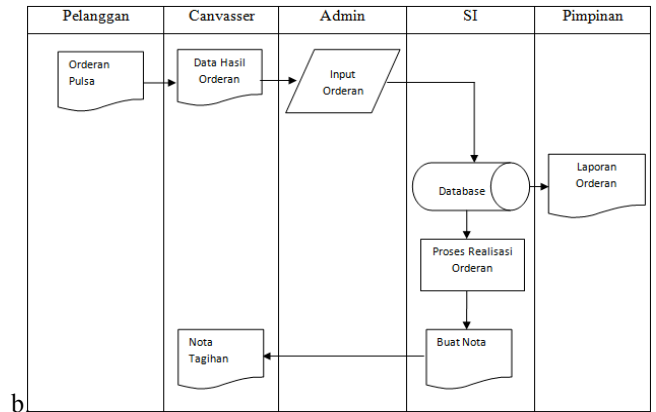 Pelanggan
Canvasser
Admin
SI
Pimpinan
Orderan
Pulsa
Data Hasil
Orderan
Input
Orderan
Database
Laporan
Orderan
Proses Realisasi
Orderan
Nota
Tagihan
Buat Nota
b.